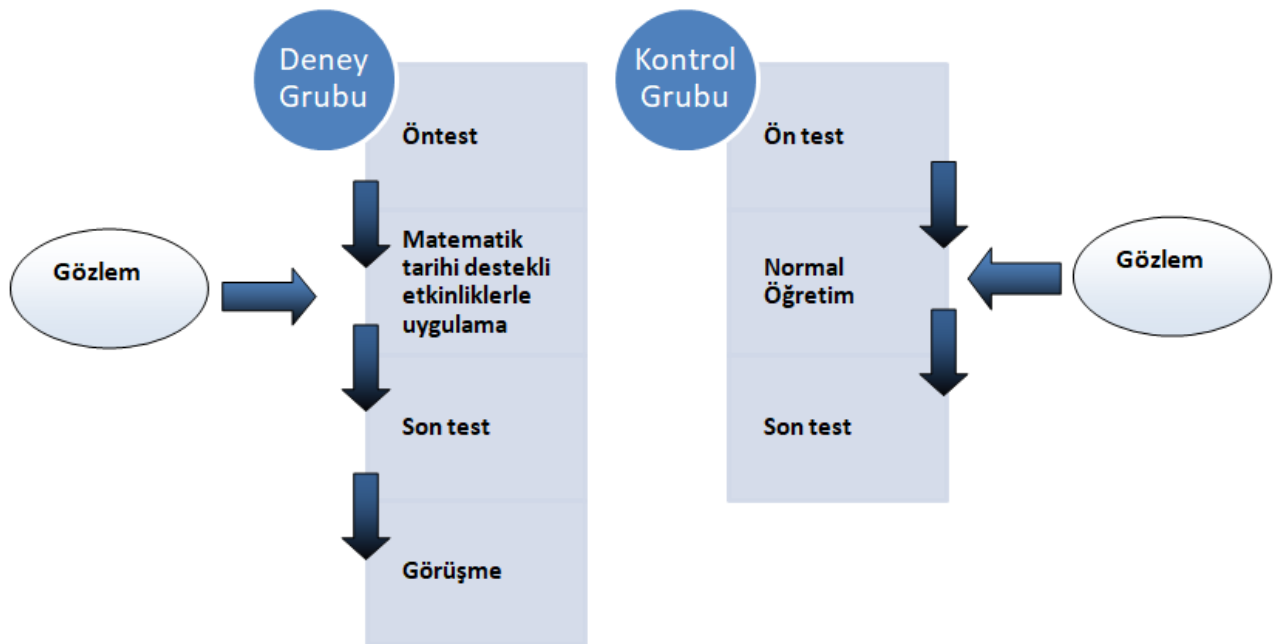 Deney
Grubu
Öntest
Matematik
tarihi destekli
etkinliklerle
uygulama
Son test
Görüşme
Gözlem
Kontrol
Grubu
Ön test
Normal
Öğretim
Son test
Gözlem